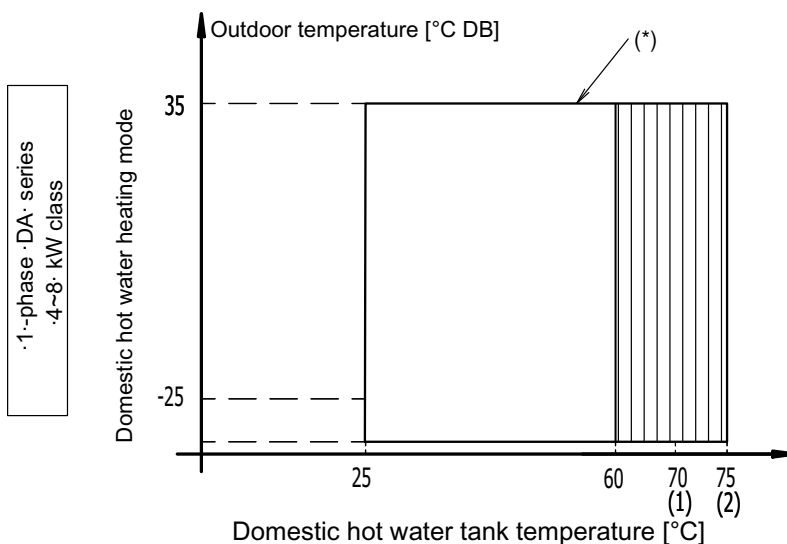 Outdoor temperature [°C DB]
(*)
35
-25
Domestic hot water heating mode
·1·-phase ·DA· series
·4~8· kW class
25 60 70 75
(1) (2)
Domestic hot water tank temperature [°C]